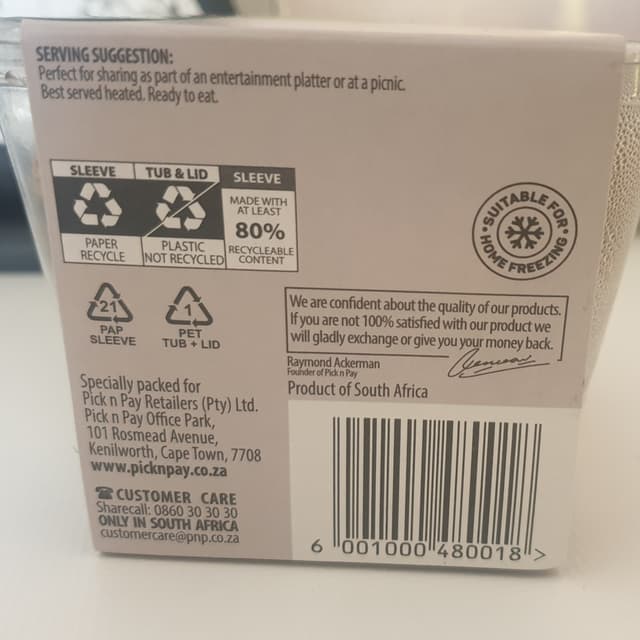 SERVING SUGGESTION:
Perfect for sharing as part of an entertainment platter or at a picnic.
Best served heated. Ready to eat.
SLEEVE
PAPER
RECYCLE
TUB & LID
PLASTIC
NOT RECYCLED
SLEEVE
MADE WITH
AT LEAST
80%
RECYCLEABLE
CONTENT
SUITABLE FOR
HOME FREEZING
21
PAP
SLEEVE
1
PET
TUB + LID
We are confident about the quality of our products.
If you are not 100% satisfied with our product we
will gladly exchange or give you your money back.
Raymond Ackerman
Founder of Pick n Pay
Product of South Africa
Specially packed for
Pick n Pay Retailers (Pty) Ltd.
Pick n Pay Office Park,
101 Rosmead Avenue,
Kenilworth, Cape Town, 7708
www.picknpay.co.za
CUSTOMER CARE
Sharecall: 0860 30 30 30
ONLY IN SOUTH AFRICA
customercare@pnp.co.za
6 001000 480018 >